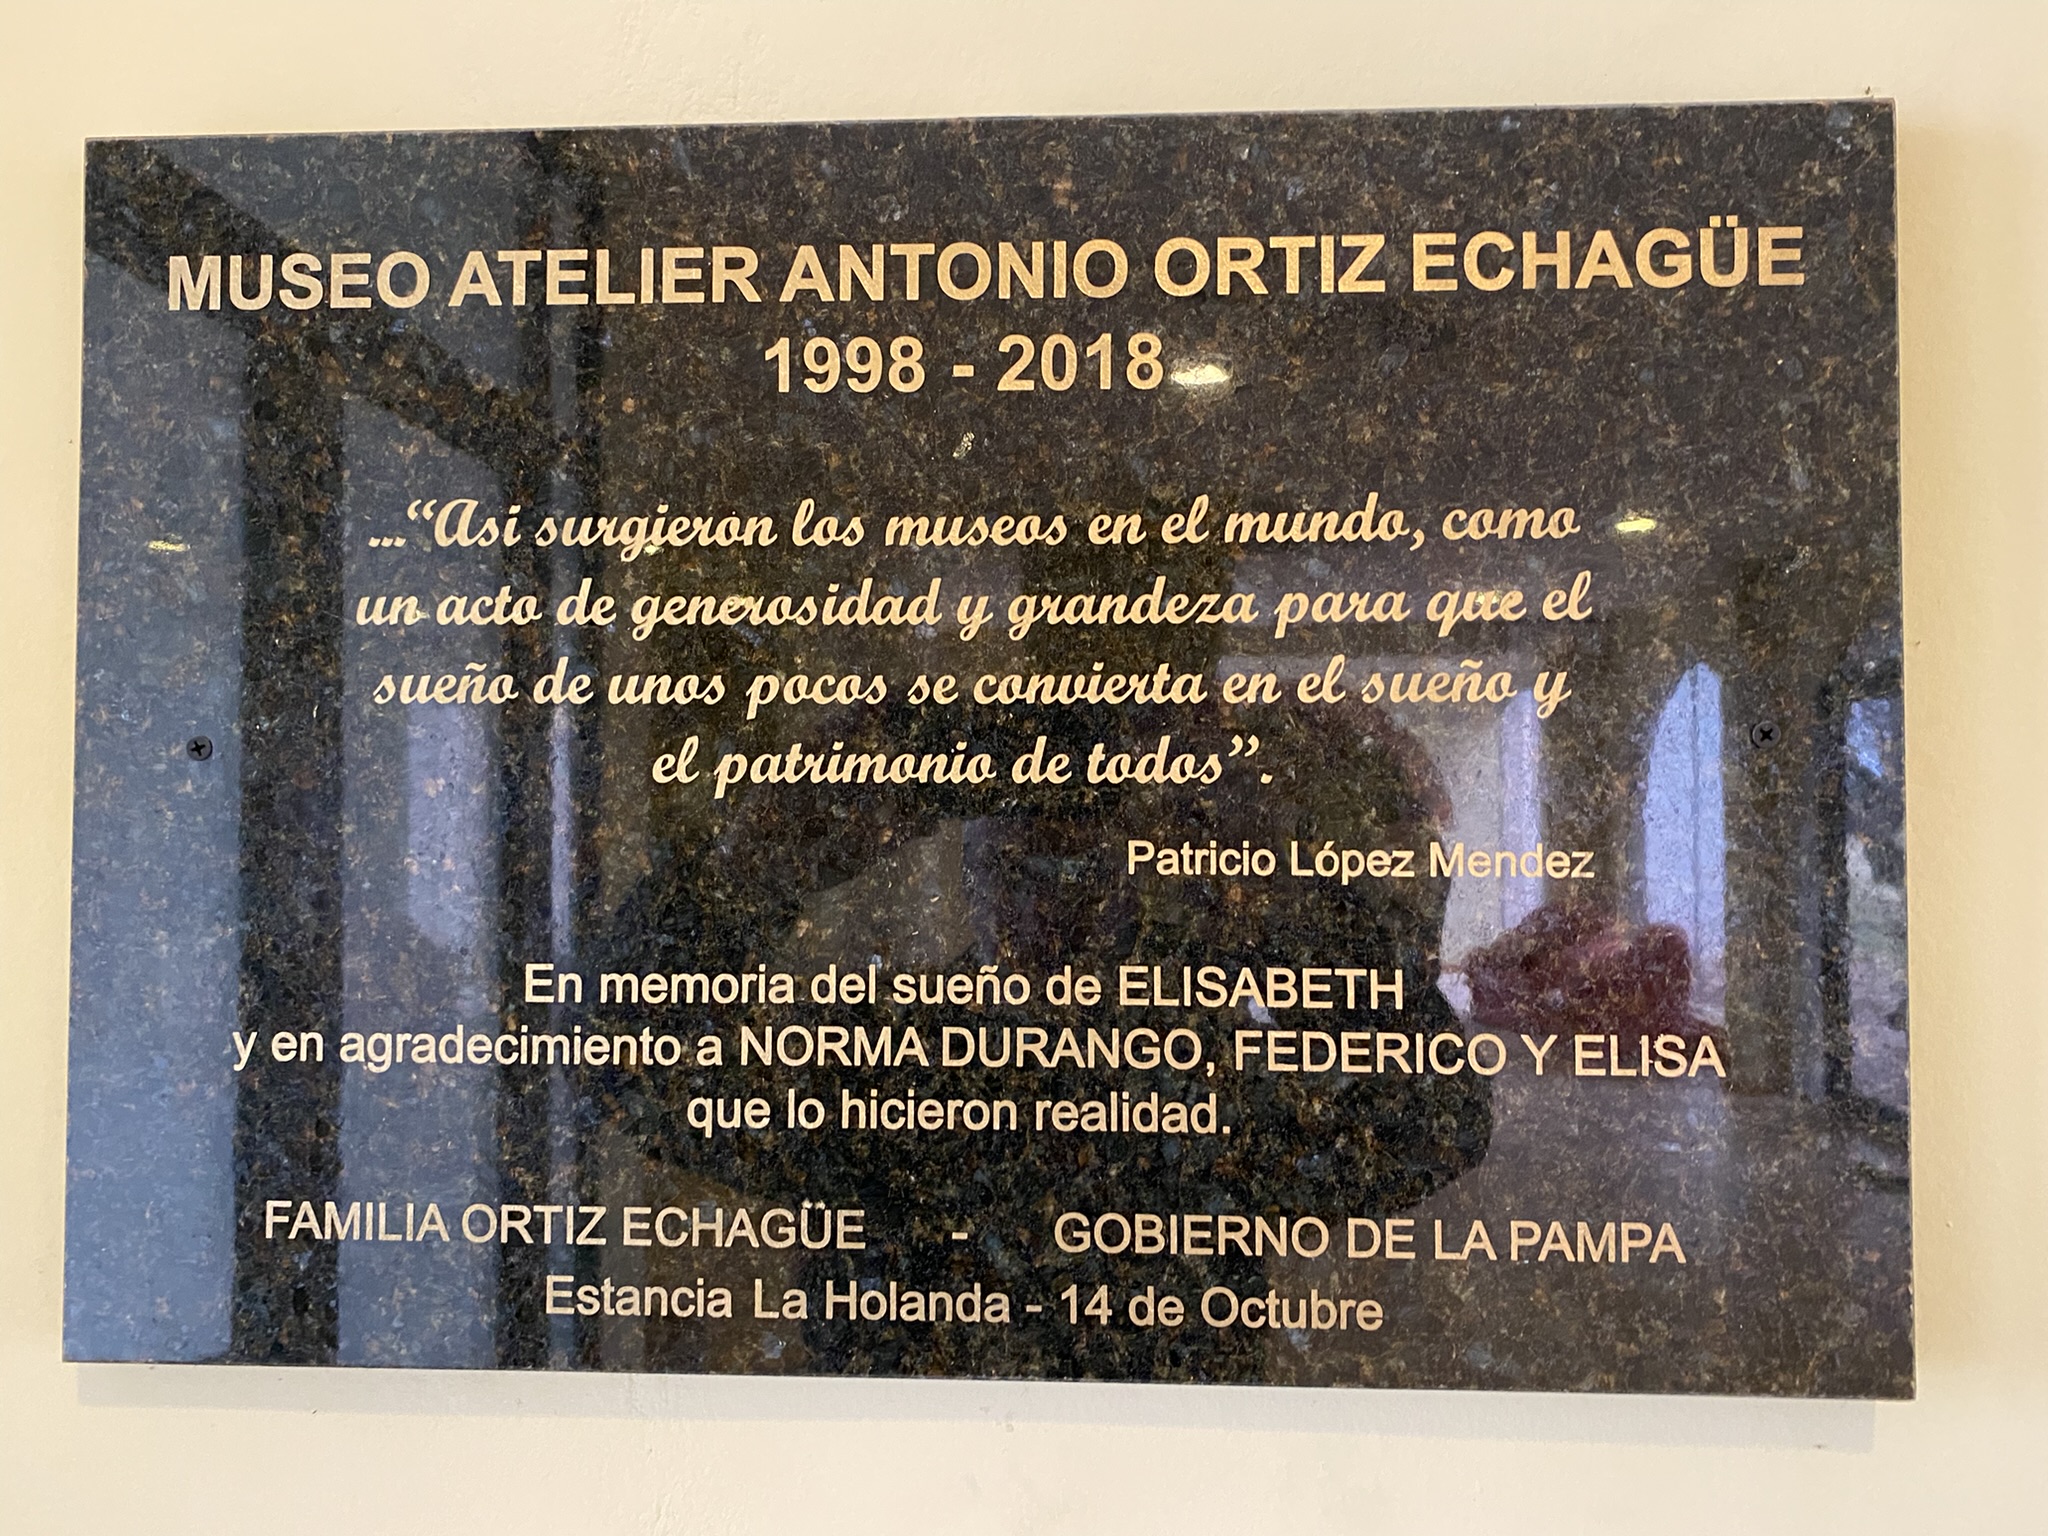 MUSEO ATELIER ANTONIO ORTIZ ECHAGÜE
1998 - 2018
..."Asi surgieron los museos en el mundo, como
un acto de generosidad y grandeza para que el
sueño de unos pocos se convierta en el sueño y
el patrimonio de todos".
Patricio López Mendez
En memoria del sueño de ELISABETH
y en agradecimiento a NORMA DURANGO, FEDERICO Y ELISA
que lo hicieron realidad.
FAMILIA ORTIZ ECHAGÜE - GOBIERNO DE LA PAMPA
Estancia La Holanda - 14 de Octubre